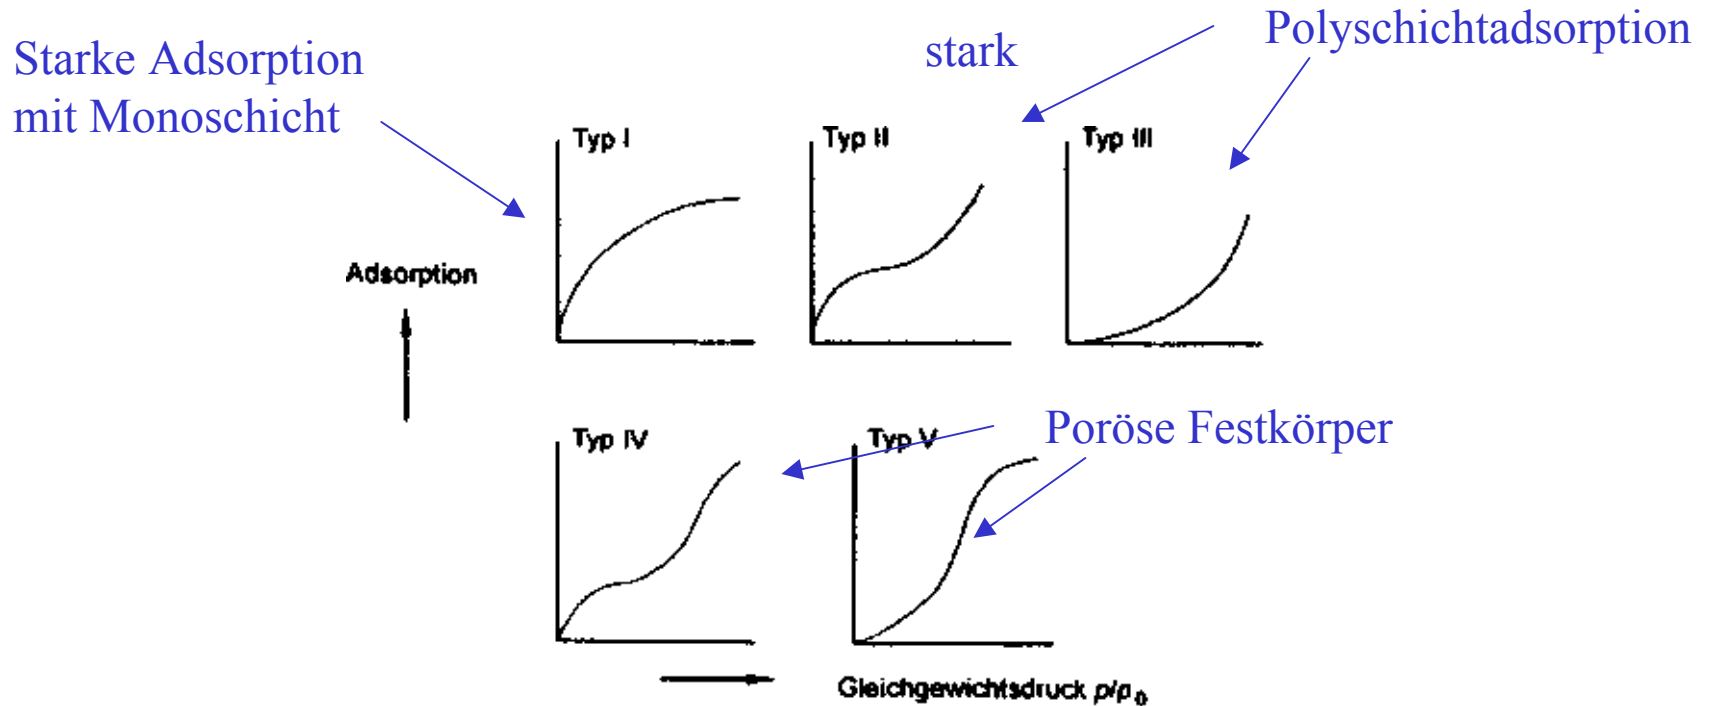 Starke Adsorption
mit Monoschicht
stark
Polyschichtadsorption
Typ I
Typ II
Typ III
Adsorption
Typ IV
Typ V
Poröse Festkörper
Gleichgewichtsdruck p/p₀